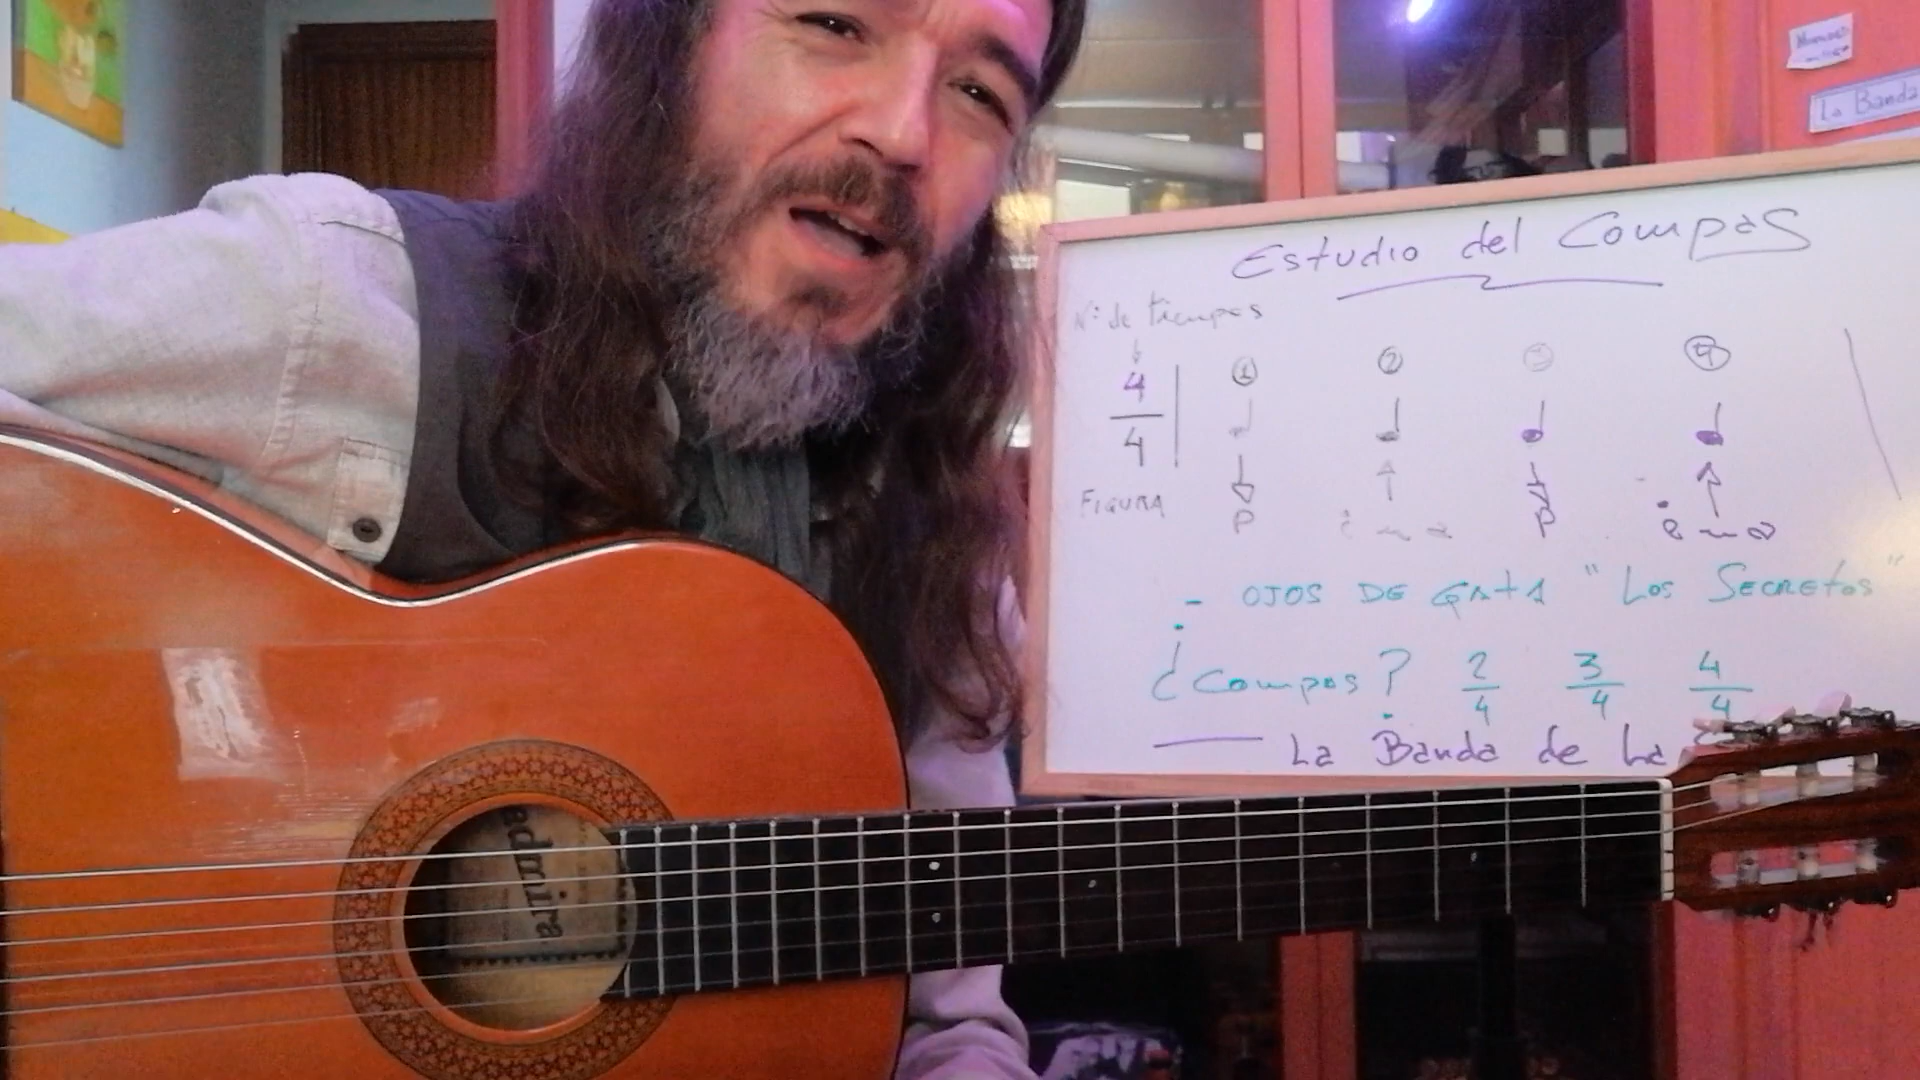 La Banda
Estudio del Compas
Nº de tiempos
4
4
① ② ③ ④
FIGURA
P i m a P i m a
- OJOS DE GATA "Los Secretos"
¿Compas? 2/4 3/4 4/4
La Banda de La
admira